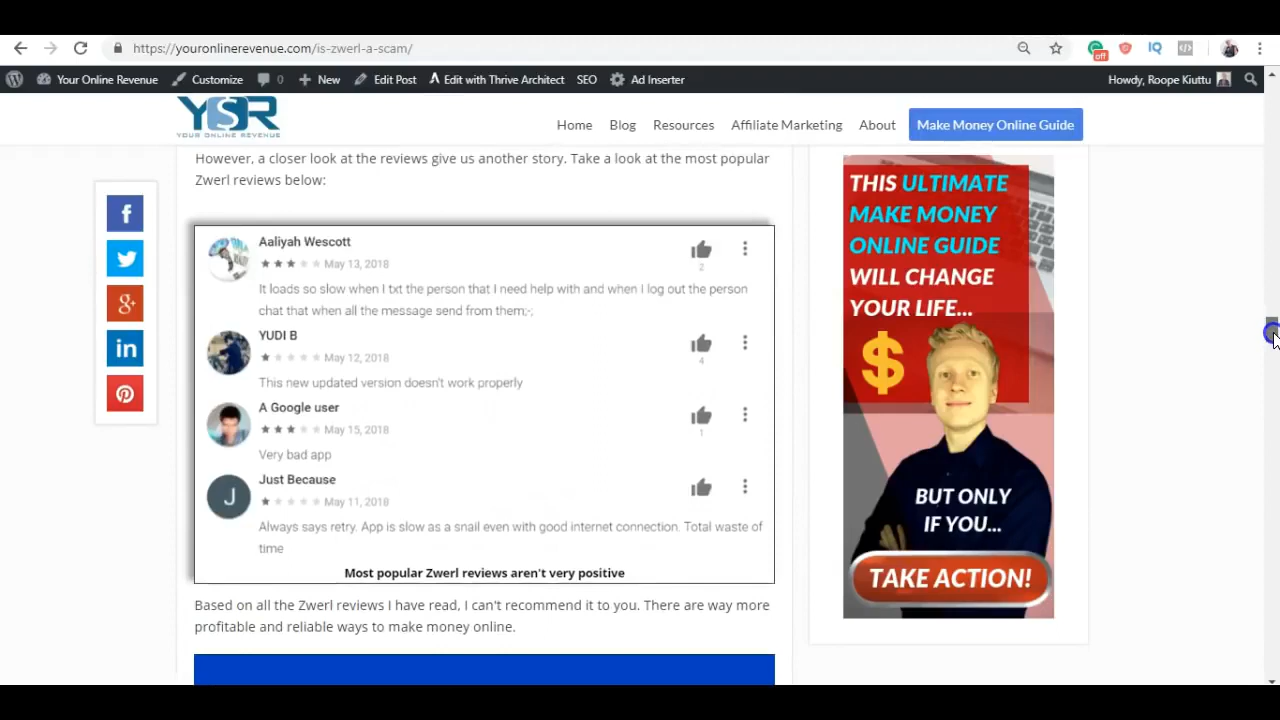 https://youronlinerevenue.com/is-zwerl-a-scam/
off
IQ
Your Online Revenue
Customize
0
New
Edit Post
Edit with Thrive Architect
SEO
Ad Inserter
Howdy, Roope Kiuttu
YOUR ONLINE REVENUE
Home
Blog
Resources
Affiliate Marketing
About
Make Money Online Guide
However, a closer look at the reviews give us another story. Take a look at the most popular
Zwerl reviews below:
Aaliyah Wescott
May 13, 2018
2
It loads so slow when I txt the person that I need help with and when I log out the person
chat that when all the message send from them;-;
YUDI B
May 12, 2018
4
This new updated version doesn't work properly
A Google user
May 15, 2018
1
Very bad app
J
Just Because
May 11, 2018
Always says retry. App is slow as a snail even with good internet connection. Total waste of
time
Most popular Zwerl reviews aren't very positive
Based on all the Zwerl reviews I have read, I can't recommend it to you. There are way more
profitable and reliable ways to make money online.
THIS ULTIMATE
MAKE MONEY
ONLINE GUIDE
WILL CHANGE
YOUR LIFE...
$
BUT ONLY
IF YOU...
TAKE ACTION!